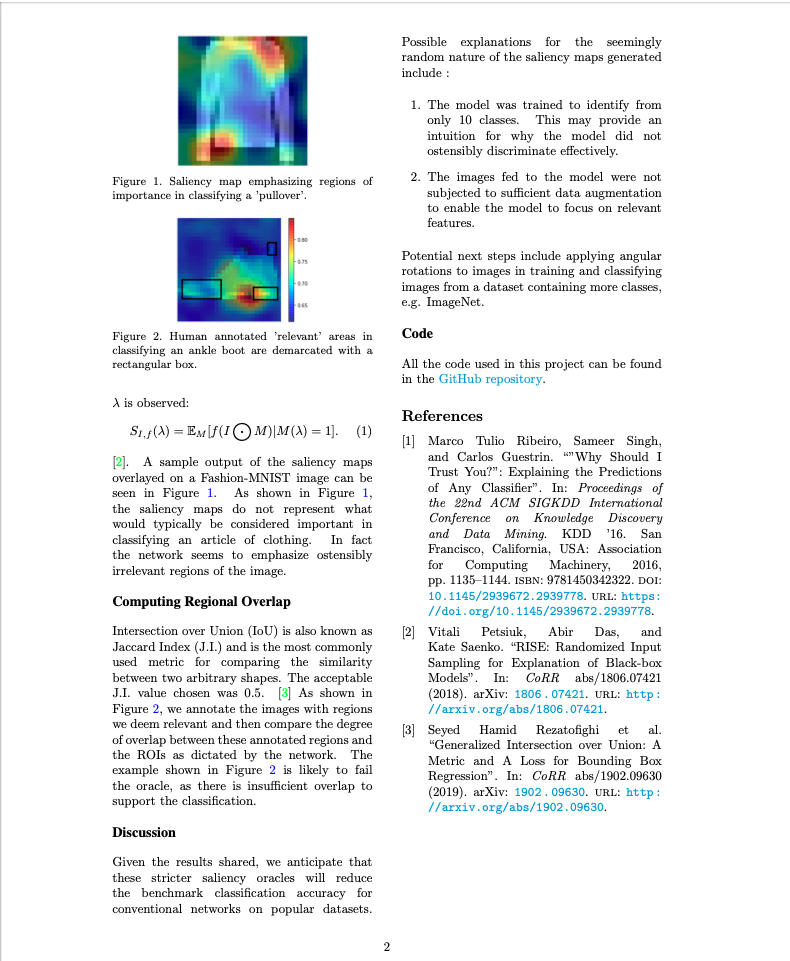 Figure 1. Saliency map emphasizing regions of
importance in classifying a 'pullover'.
0.80
0.75
0.70
0.65
Figure 2. Human annotated 'relevant' areas in
classifying an ankle boot are demarcated with a
rectangular box.
λ is observed:
S_{I,f}(λ) = 𝔼_M[f(I ⊙ M)|M(λ) = 1]. (1)
[2]. A sample output of the saliency maps
overlayed on a Fashion-MNIST image can be
seen in Figure 1. As shown in Figure 1,
the saliency maps do not represent what
would typically be considered important in
classifying an article of clothing. In fact
the network seems to emphasize ostensibly
irrelevant regions of the image.
Computing Regional Overlap
Intersection over Union (IoU) is also known as
Jaccard Index (J.I.) and is the most commonly
used metric for comparing the similarity
between two arbitrary shapes. The acceptable
J.I. value chosen was 0.5. [3] As shown in
Figure 2, we annotate the images with regions
we deem relevant and then compare the degree
of overlap between these annotated regions and
the ROIs as dictated by the network. The
example shown in Figure 2 is likely to fail
the oracle, as there is insufficient overlap to
support the classification.
Discussion
Given the results shared, we anticipate that
these stricter saliency oracles will reduce
the benchmark classification accuracy for
conventional networks on popular datasets.
Possible explanations for the seemingly
random nature of the saliency maps generated
include :
1. The model was trained to identify from
only 10 classes. This may provide an
intuition for why the model did not
ostensibly discriminate effectively.
2. The images fed to the model were not
subjected to sufficient data augmentation
to enable the model to focus on relevant
features.
Potential next steps include applying angular
rotations to images in training and classifying
images from a dataset containing more classes,
e.g. ImageNet.
Code
All the code used in this project can be found
in the GitHub repository.
References
[1] Marco Tulio Ribeiro, Sameer Singh,
and Carlos Guestrin. “”Why Should I
Trust You?”: Explaining the Predictions
of Any Classifier”. In: Proceedings of
the 22nd ACM SIGKDD International
Conference on Knowledge Discovery
and Data Mining. KDD ’16. San
Francisco, California, USA: Association
for Computing Machinery, 2016,
pp. 1135–1144. ISBN: 9781450342322. DOI:
10.1145/2939672.2939778. URL: https:
//doi.org/10.1145/2939672.2939778.
[2] Vitali Petsiuk, Abir Das, and
Kate Saenko. “RISE: Randomized Input
Sampling for Explanation of Black-box
Models”. In: CoRR abs/1806.07421
(2018). arXiv: 1806.07421. URL: http:
//arxiv.org/abs/1806.07421.
[3] Seyed Hamid Rezatofighi et al.
“Generalized Intersection over Union: A
Metric and A Loss for Bounding Box
Regression”. In: CoRR abs/1902.09630
(2019). arXiv: 1902.09630. URL: http:
//arxiv.org/abs/1902.09630.
2